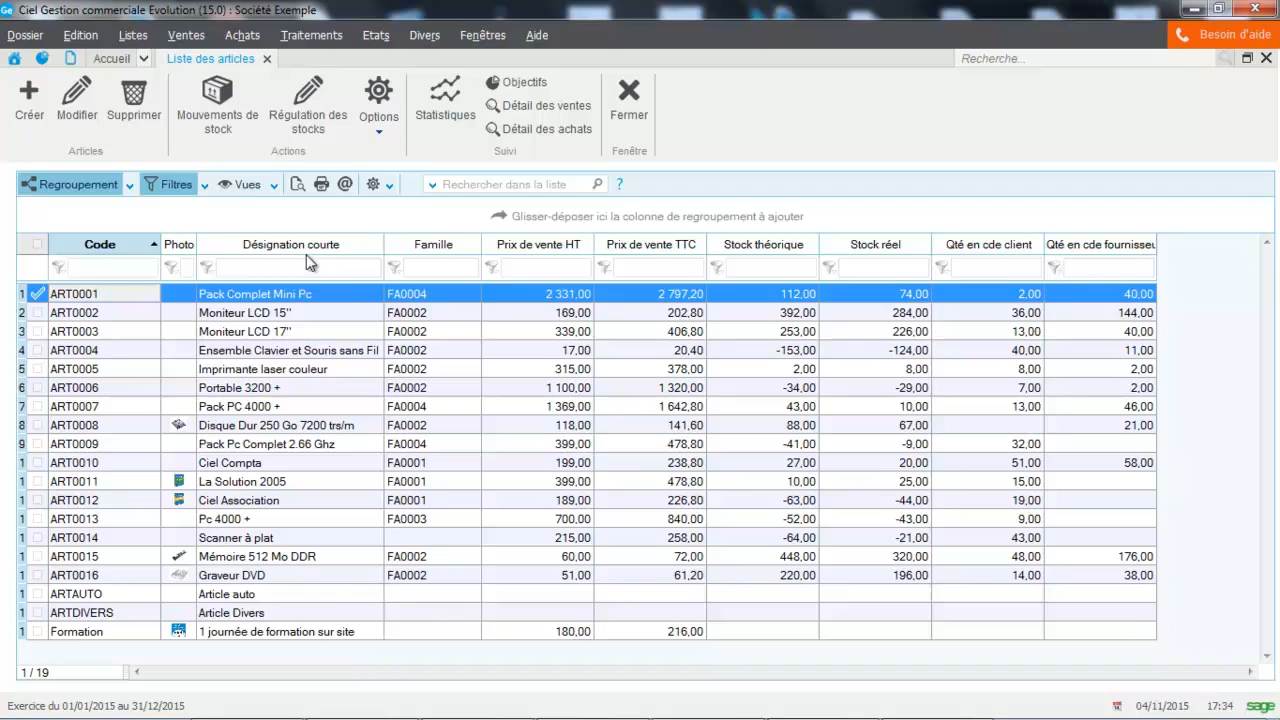 Ge Ciel Gestion commerciale Evolution (15.0) : Société Exemple
Dossier Edition Listes Ventes Achats Traitements Etats Divers Fenêtres Aide Besoin d'aide
Accueil Liste des articles Recherche...
Créer Modifier Supprimer Mouvements de stock Régulation des stocks Options Statistiques Objectifs Détail des ventes Détail des achats Fermer
Articles Actions Suivi Fenêtre
Regroupement Filtres Vues @ Rechercher dans la liste ?
Glisser-déposer ici la colonne de regroupement à ajouter
Code Photo Désignation courte Famille Prix de vente HT Prix de vente TTC Stock théorique Stock réel Qté en cde client Qté en cde fournisseu
1 ART0001 Pack Complet Mini Pc FA0004 2 331,00 2 797,20 112,00 74,00 2,00 40,00
2 ART0002 Moniteur LCD 15'' FA0002 169,00 202,80 392,00 284,00 36,00 144,00
3 ART0003 Moniteur LCD 17'' FA0002 339,00 406,80 253,00 226,00 13,00 40,00
4 ART0004 Ensemble Clavier et Souris sans Fil FA0002 17,00 20,40 -153,00 -124,00 40,00 11,00
5 ART0005 Imprimante laser couleur FA0002 315,00 378,00 2,00 8,00 8,00 2,00
6 ART0006 Portable 3200 + FA0002 1 100,00 1 320,00 -34,00 -29,00 7,00 2,00
7 ART0007 Pack PC 4000 + FA0004 1 369,00 1 642,80 43,00 10,00 13,00 46,00
8 ART0008 Disque Dur 250 Go 7200 trs/m FA0002 118,00 141,60 88,00 67,00 21,00
9 ART0009 Pack Pc Complet 2.66 Ghz FA0004 399,00 478,80 -41,00 -9,00 32,00
1 ART0010 Ciel Compta FA0001 199,00 238,80 27,00 20,00 51,00 58,00
1 ART0011 La Solution 2005 FA0001 399,00 478,80 10,00 25,00 15,00
1 ART0012 Ciel Association FA0001 189,00 226,80 -63,00 -44,00 19,00
1 ART0013 Pc 4000 + FA0003 700,00 840,00 -52,00 -43,00 9,00
1 ART0014 Scanner à plat 215,00 258,00 -64,00 -21,00 43,00
1 ART0015 Mémoire 512 Mo DDR FA0002 60,00 72,00 448,00 320,00 48,00 176,00
1 ART0016 Graveur DVD FA0002 51,00 61,20 220,00 196,00 14,00 38,00
1 ARTAUTO Article auto
1 ARTDIVERS Article Divers
1 Formation 1 journée de formation sur site 180,00 216,00
1 / 19
Exercice du 01/01/2015 au 31/12/2015 04/11/2015 17:34 sage